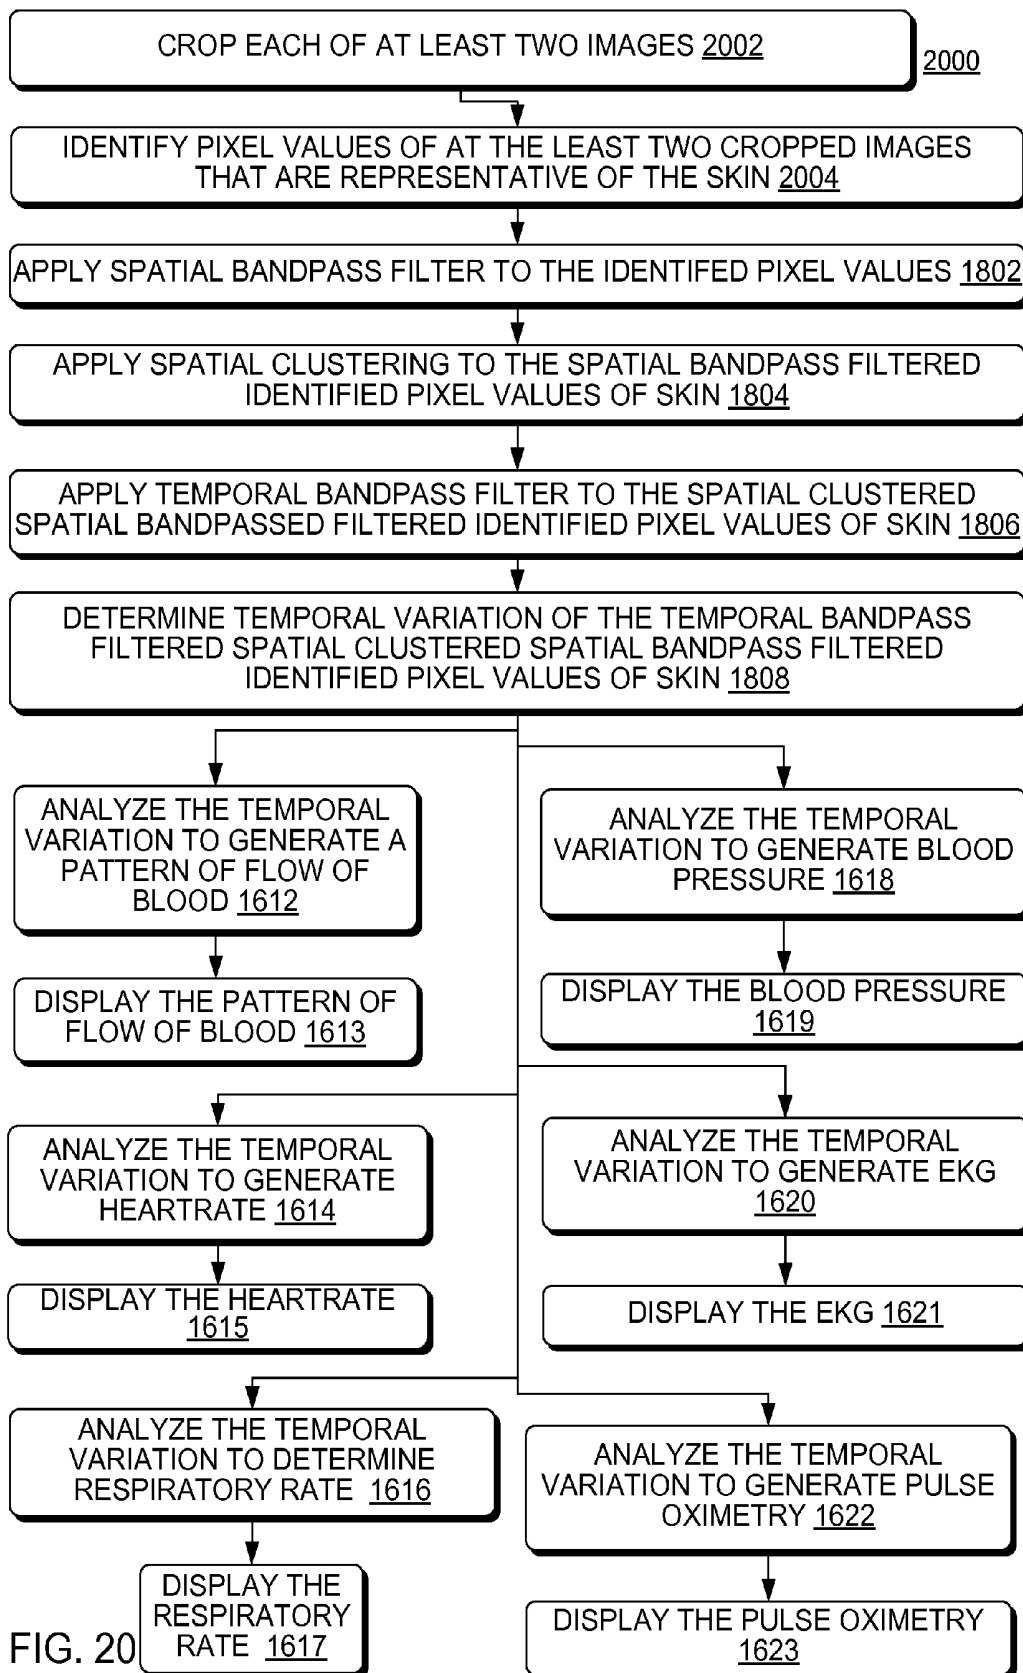 CROP EACH OF AT LEAST TWO IMAGES 2002
2000
IDENTIFY PIXEL VALUES OF AT THE LEAST TWO CROPPED IMAGES
THAT ARE REPRESENTATIVE OF THE SKIN 2004
APPLY SPATIAL BANDPASS FILTER TO THE IDENTIFED PIXEL VALUES 1802
APPLY SPATIAL CLUSTERING TO THE SPATIAL BANDPASS FILTERED
IDENTIFIED PIXEL VALUES OF SKIN 1804
APPLY TEMPORAL BANDPASS FILTER TO THE SPATIAL CLUSTERED
SPATIAL BANDPASSED FILTERED IDENTIFIED PIXEL VALUES OF SKIN 1806
DETERMINE TEMPORAL VARIATION OF THE TEMPORAL BANDPASS
FILTERED SPATIAL CLUSTERED SPATIAL BANDPASS FILTERED
IDENTIFIED PIXEL VALUES OF SKIN 1808
ANALYZE THE TEMPORAL
VARIATION TO GENERATE A
PATTERN OF FLOW OF
BLOOD 1612
ANALYZE THE TEMPORAL
VARIATION TO GENERATE BLOOD
PRESSURE 1618
DISPLAY THE PATTERN OF
FLOW OF BLOOD 1613
DISPLAY THE BLOOD PRESSURE
1619
ANALYZE THE TEMPORAL
VARIATION TO GENERATE
HEARTRATE 1614
ANALYZE THE TEMPORAL
VARIATION TO GENERATE EKG
1620
DISPLAY THE HEARTRATE
1615
DISPLAY THE EKG 1621
ANALYZE THE TEMPORAL
VARIATION TO DETERMINE
RESPIRATORY RATE 1616
ANALYZE THE TEMPORAL
VARIATION TO GENERATE PULSE
OXIMETRY 1622
DISPLAY THE
RESPIRATORY
RATE 1617
DISPLAY THE PULSE OXIMETRY
1623
FIG. 20